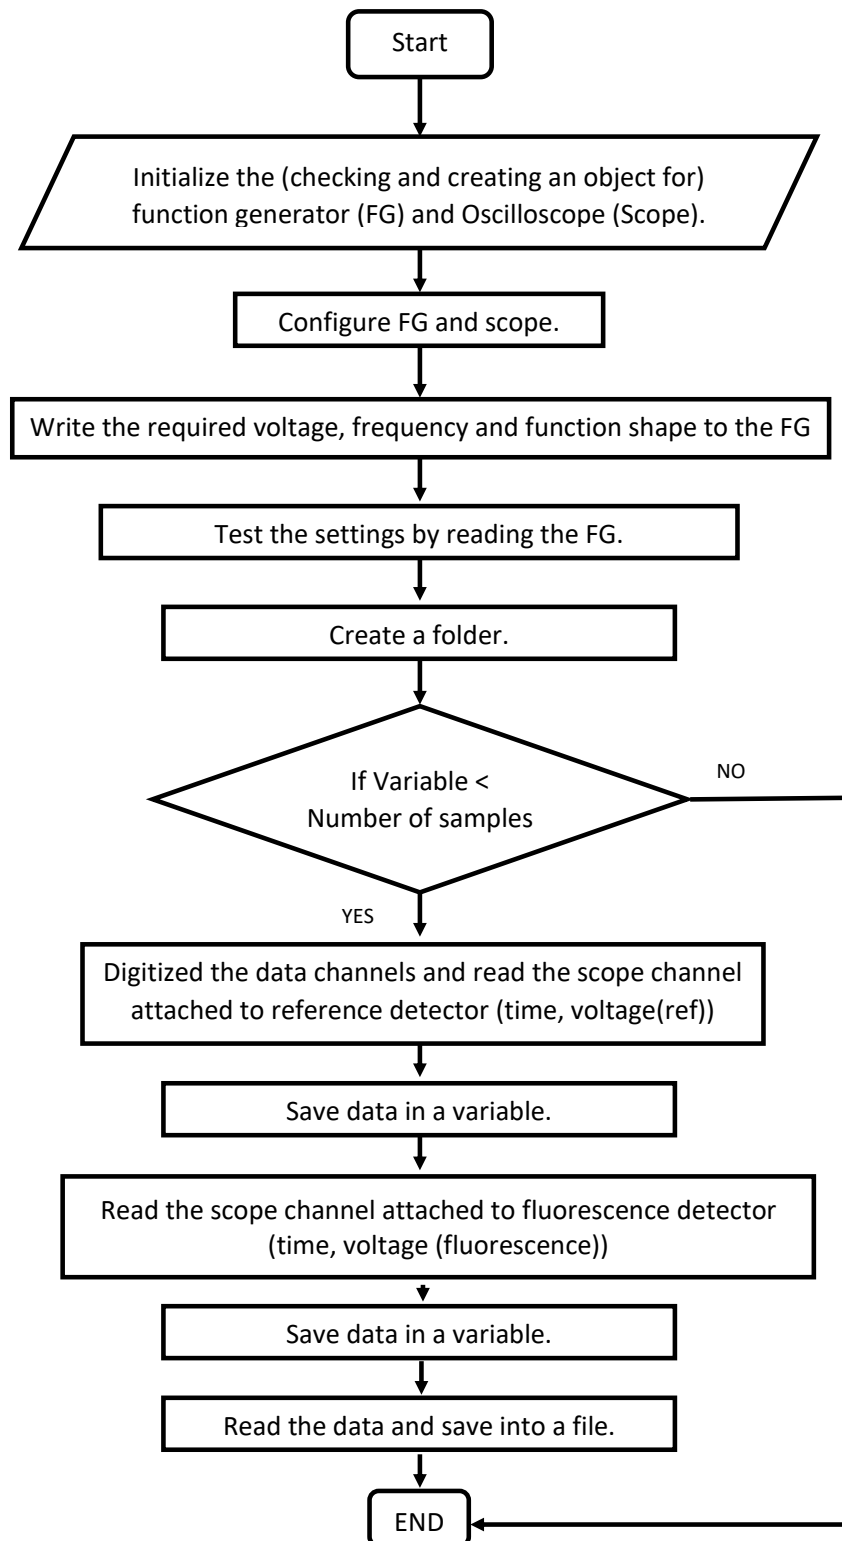 Start
Initialize the (checking and creating an object for)
function generator (FG) and Oscilloscope (Scope).
Configure FG and scope.
Write the required voltage, frequency and function shape to the FG
Test the settings by reading the FG.
Create a folder.
If Variable <
Number of samples
NO
YES
Digitized the data channels and read the scope channel
attached to reference detector (time, voltage(ref))
Save data in a variable.
Read the scope channel attached to fluorescence detector
(time, voltage (fluorescence))
Save data in a variable.
Read the data and save into a file.
END